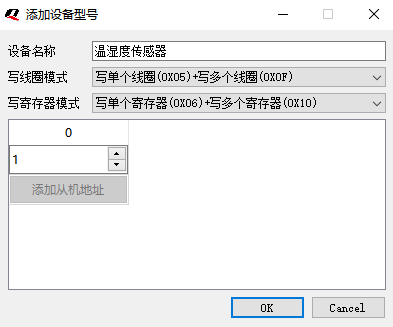 添加设备型号
设备名称 温湿度传感器
写线圈模式 写单个线圈(0X05)+写多个线圈(0X0F)
写寄存器模式 写单个寄存器(0X06)+写多个寄存器(0X10)
0
1
添加从机地址
OK Cancel